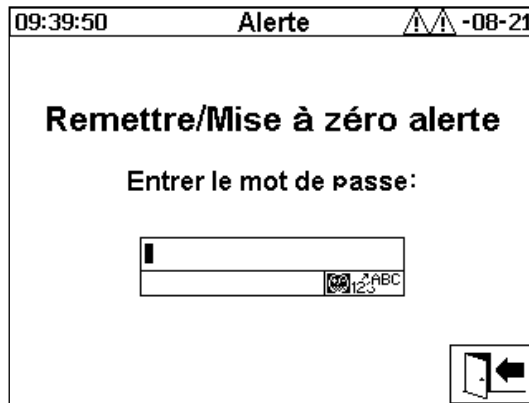 09:39:50 Alerte -08-21
Remettre/Mise à zéro alerte
Entrer le mot de passe:
123 ABC